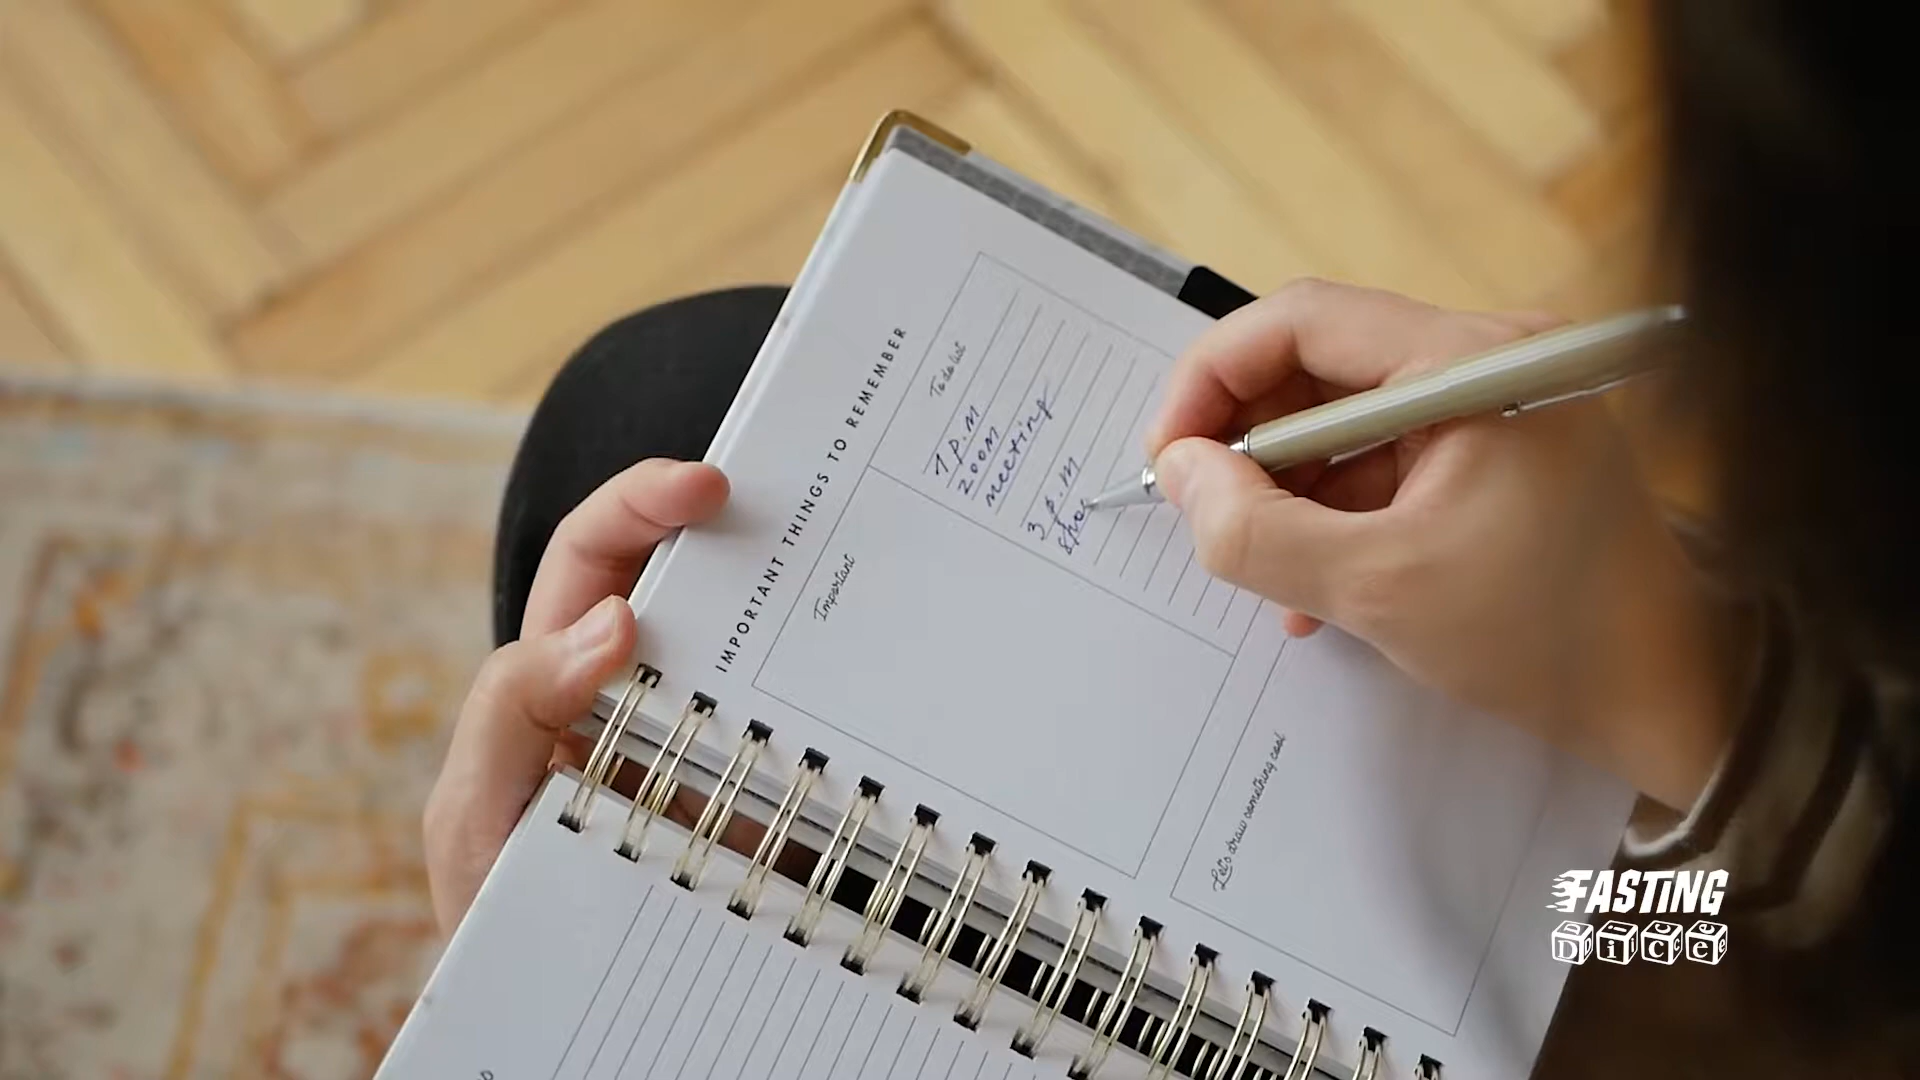 IMPORTANT THINGS TO REMEMBER
To do list
1 p.m
zoom
meeting
3 p.m
Important
Let's draw something cool
FASTING
Dice